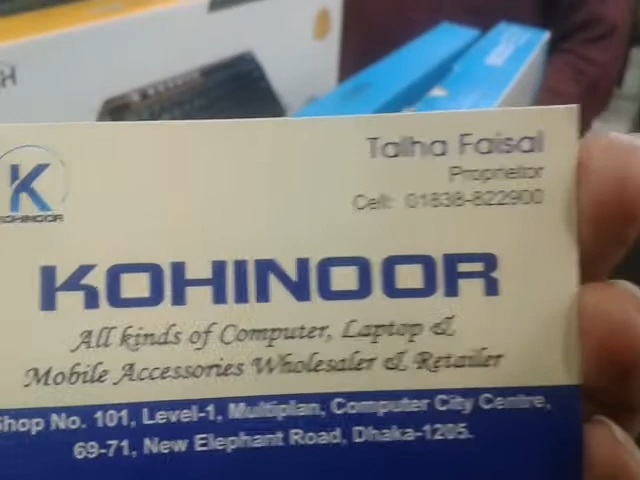 Talha Faisal
Proprietor
Cell: 01838-822900
K
KOHINOOR
KOHINOOR
All kinds of Computer, Laptop &
Mobile Accessories Wholesaler & Retailer
Shop No. 101, Level-1, Multiplan, Computer City Centre,
69-71, New Elephant Road, Dhaka-1205.